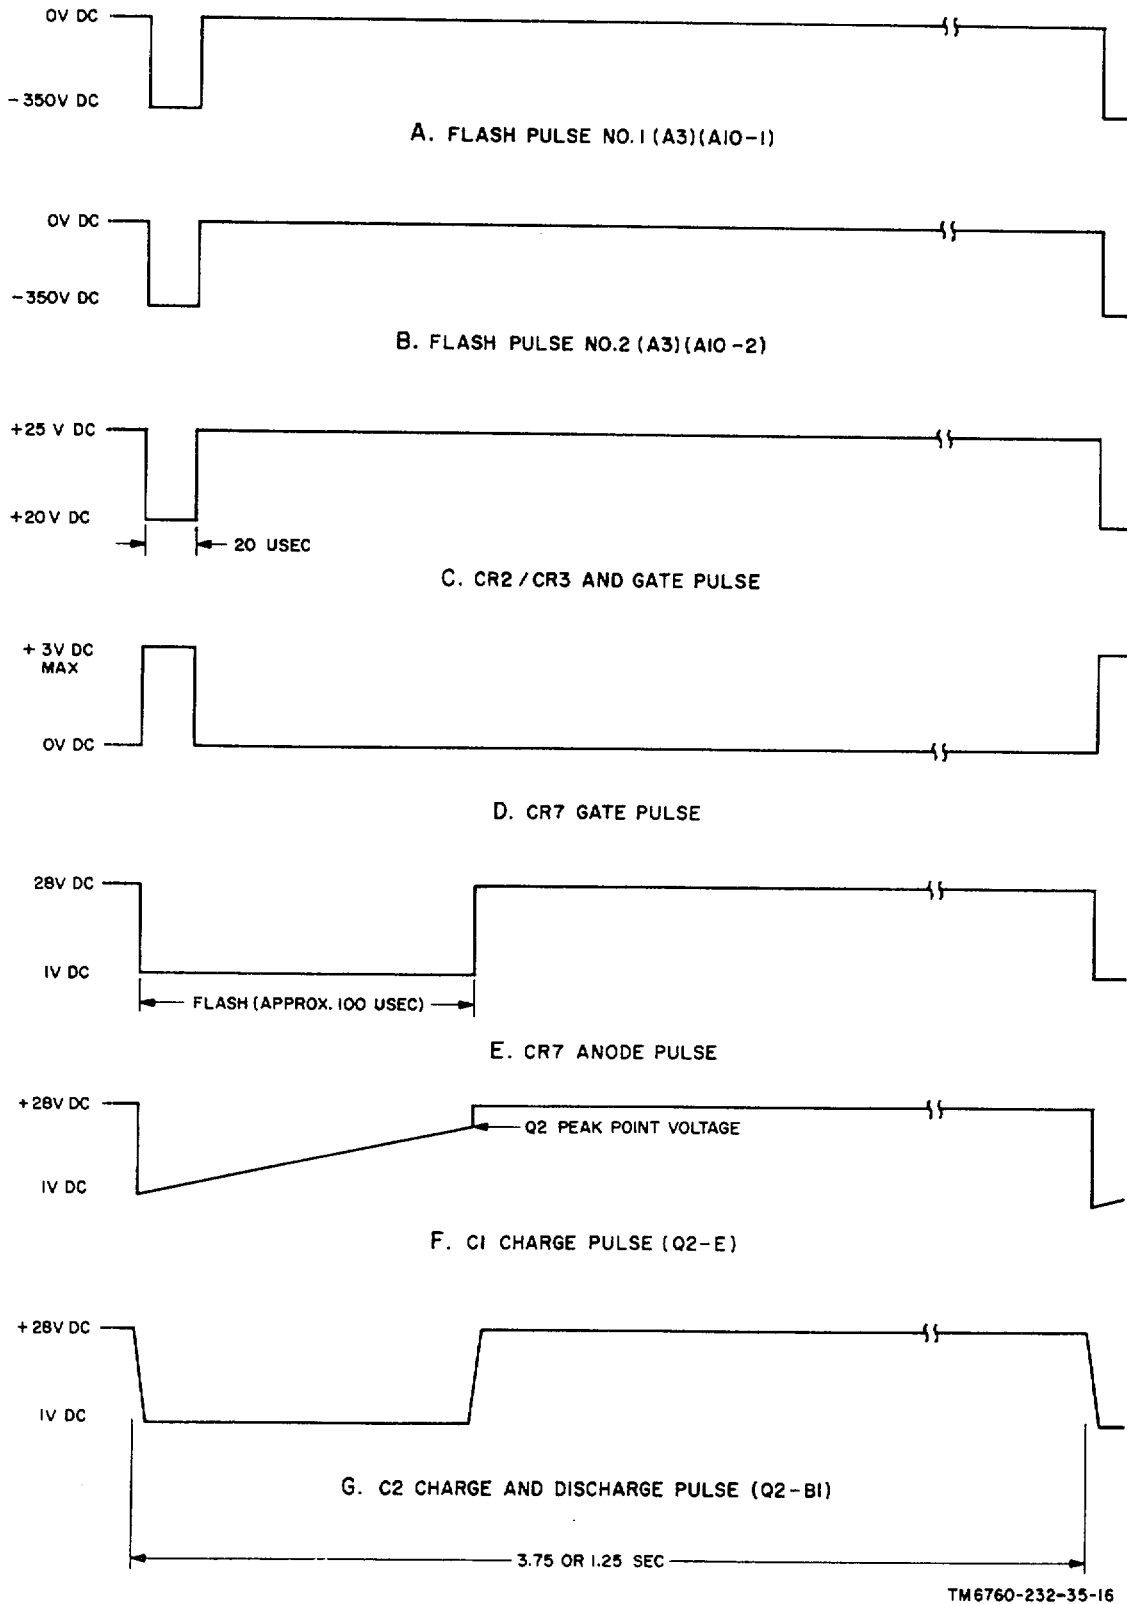 0V DC
-350V DC
A. FLASH PULSE NO.1 (A3)(A10-1)
0V DC
-350V DC
B. FLASH PULSE NO.2 (A3)(A10-2)
+25 V DC
+20V DC
20 USEC
C. CR2/CR3 AND GATE PULSE
+ 3V DC
MAX
0V DC
D. CR7 GATE PULSE
28V DC
1V DC
FLASH (APPROX. 100 USEC)
E. CR7 ANODE PULSE
+28V DC
Q2 PEAK POINT VOLTAGE
1V DC
F. C1 CHARGE PULSE (Q2-E)
+28V DC
1V DC
G. C2 CHARGE AND DISCHARGE PULSE (Q2-B1)
3.75 OR 1.25 SEC
TM6760-232-35-16